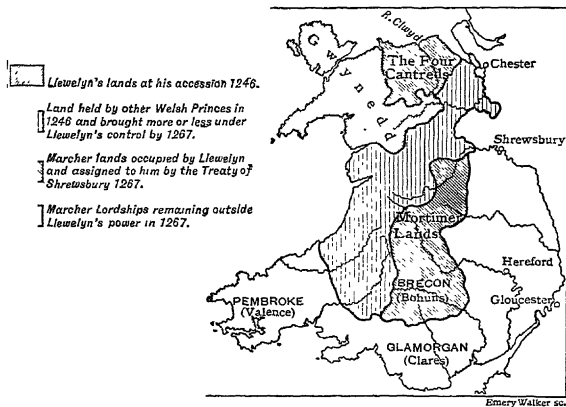 Llewelyn's lands at his accession 1246.
Land held by other Welsh Princes in
1246 and brought more or less under
Llewelyn's control by 1267.
Marcher lands occupied by Llewelyn
and assigned to him by the Treaty of
Shrewsbury 1267.
Marcher Lordships remaining outside
Llewelyn's power in 1267.
R. Clwyd
Gwynedd
The Four
Cantreds
Chester
Shrewsbury
Mortimer
Lands
Hereford
BRECON
(Bohuns)
Gloucester
PEMBROKE
(Valence)
GLAMORGAN
(Clares)
Emery Walker sc.